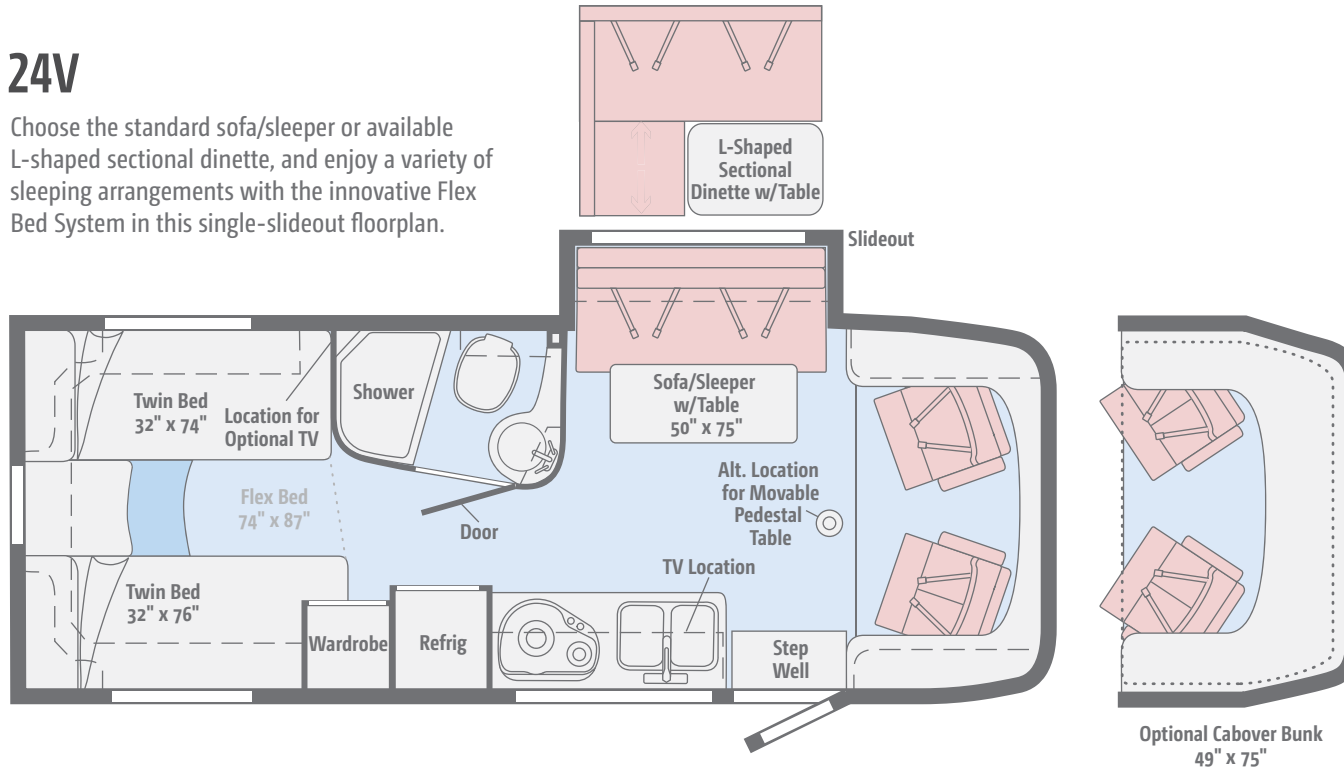 24V
Choose the standard sofa/sleeper or available
L-shaped sectional dinette, and enjoy a variety of
sleeping arrangements with the innovative Flex
Bed System in this single-slideout floorplan.
L-Shaped
Sectional
Dinette w/Table
Slideout
Twin Bed
32" x 74"
Location for
Optional TV
Shower
Sofa/Sleeper
w/Table
50" x 75"
Flex Bed
74" x 87"
Door
Alt. Location
for Movable
Pedestal
Table
TV Location
Twin Bed
32" x 76"
Wardrobe
Refrig
Step
Well
Optional Cabover Bunk
49" x 75"